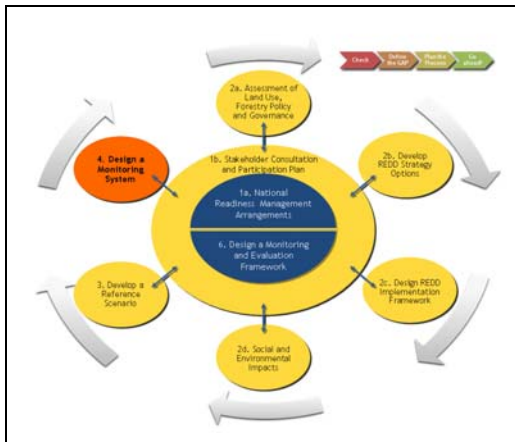 Check
Define
the GAP
Plan the
Process
Go
ahead!
2a. Assessment of
Land Use,
Forestry Policy
and Governance
4. Design a
Monitoring
System
1b. Stakeholder Consultation
and Participation Plan
2b. Develop
REDD Strategy
Options
1a. National
Readiness Management
Arrangements
6. Design a Monitoring
and Evaluation
Framework
3. Develop a
Reference
Scenario
2c. Design REDD
Implementation
Framework
2d. Social and
Environmental
Impacts